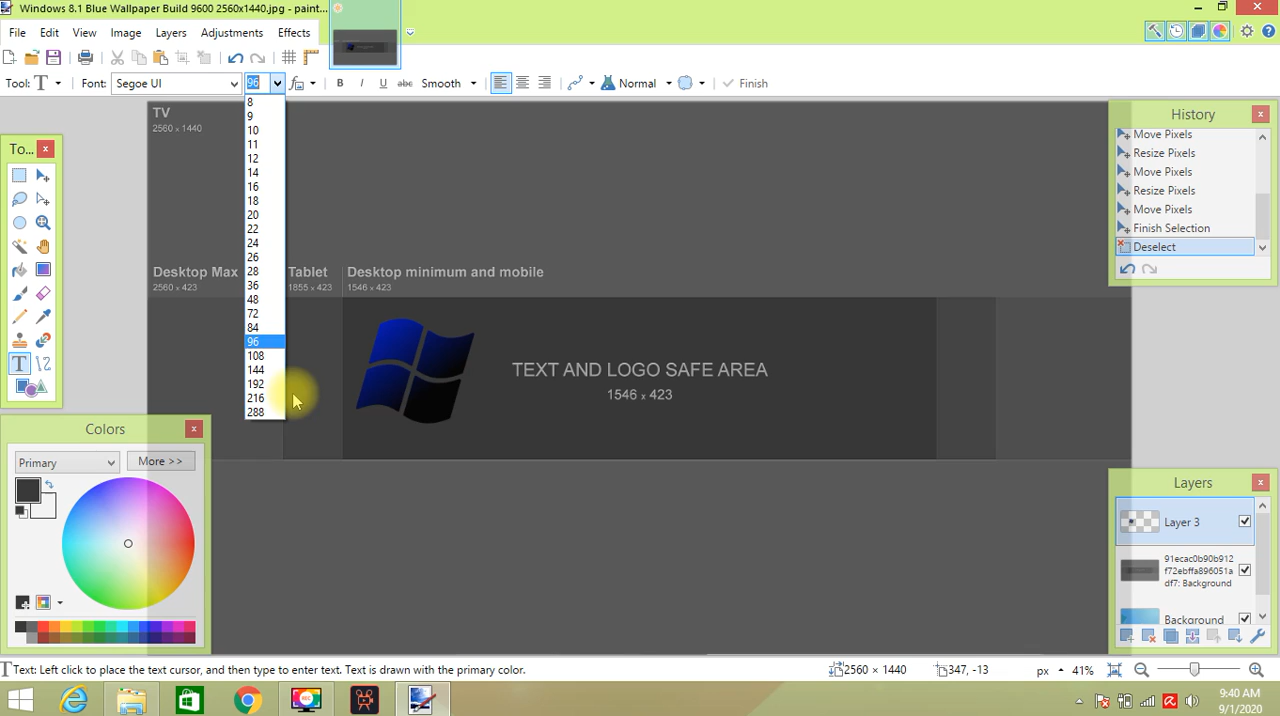 Windows 8.1 Blue Wallpaper Build 9600 2560x1440.jpg - paint...
File Edit View Image Layers Adjustments Effects
Tool: T Font: Segoe UI 96 B I U abc Smooth Normal Finish
8
9
10
11
12
14
16
18
20
22
24
26
28
36
48
72
84
96
108
144
192
216
288
TV
2560 x 1440
Desktop Max
2560 x 423
Tablet
1855 x 423
Desktop minimum and mobile
1546 x 423
TEXT AND LOGO SAFE AREA
1546 x 423
To...
Colors
Primary
More >>
History
Move Pixels
Resize Pixels
Move Pixels
Resize Pixels
Move Pixels
Finish Selection
Deselect
Layers
Layer 3
91ecac0b90b912
f72ebffa896051a
df7: Background
Background
Text: Left click to place the text cursor, and then type to enter text. Text is drawn with the primary color.
2560 × 1440
347, -13
px
41%
REC
9:40 AM
9/1/2020